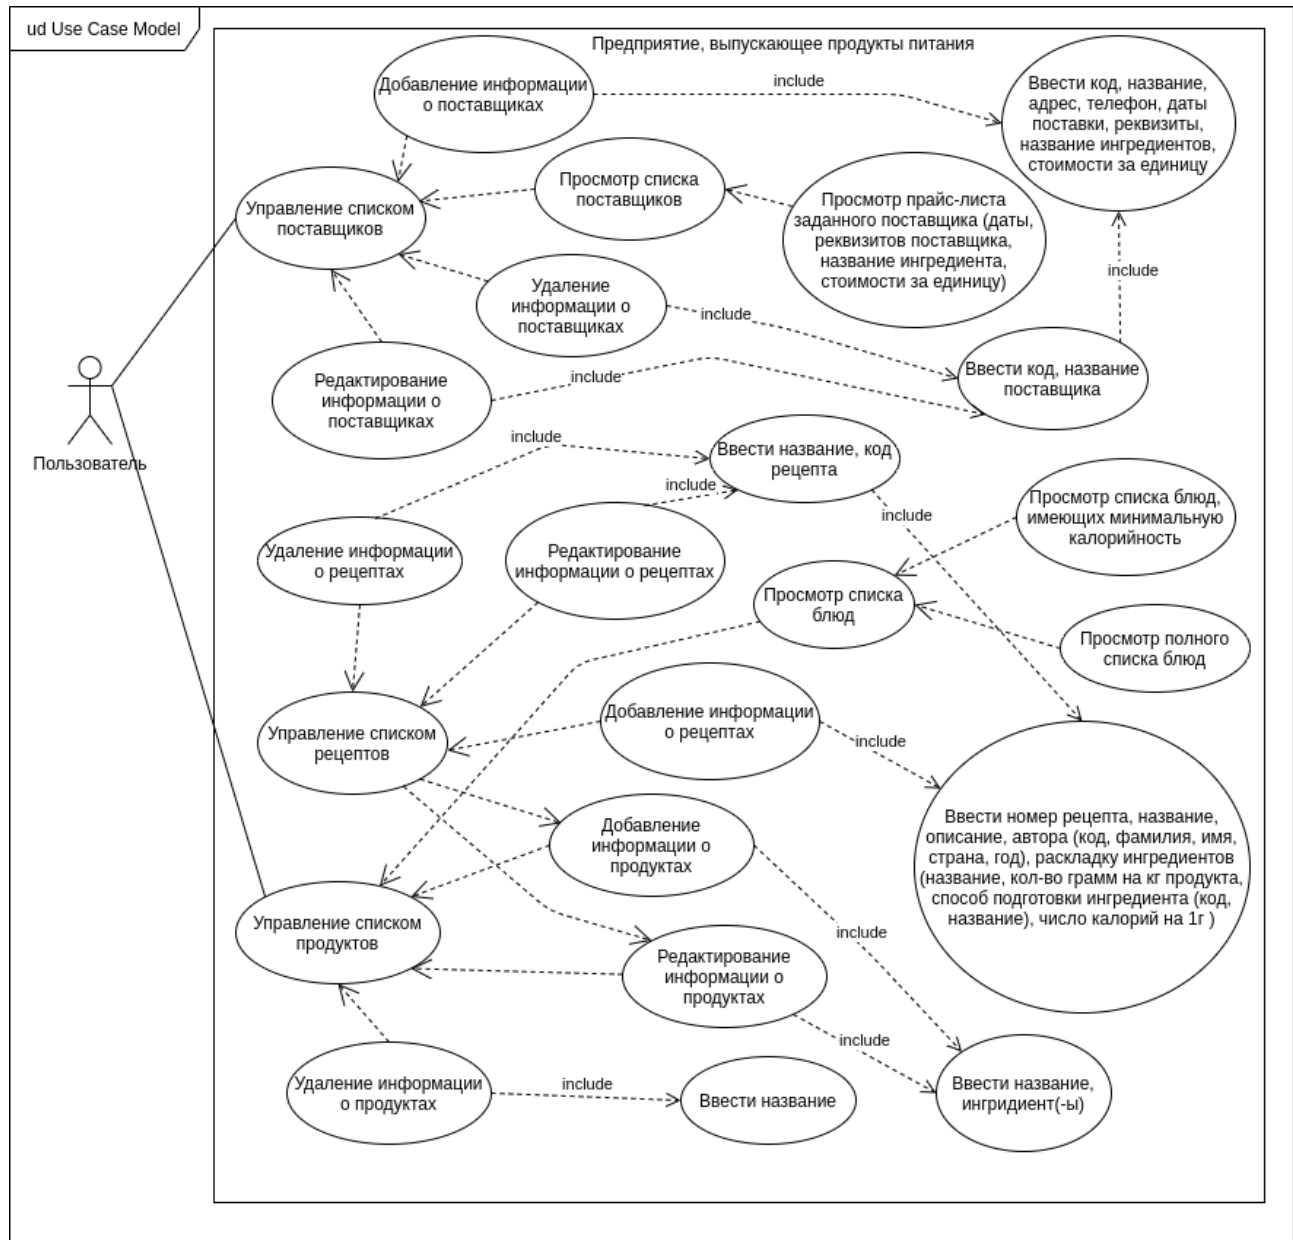 ud Use Case Model
Предприятие, выпускающее продукты питания
Добавление информации
о поставщиках
include
Ввести код, название,
адрес, телефон, даты
поставки, реквизиты,
название ингредиентов,
стоимости за единицу
Управление списком
поставщиков
Просмотр списка
поставщиков
Просмотр прайс-листа
заданного поставщика (даты,
реквизитов поставщика,
название ингредиента,
стоимости за единицу)
include
Удаление
информации о
поставщиках
include
Ввести код, название
поставщика
Редактирование
информации о
поставщиках
include
Пользователь
include
Ввести название, код
рецепта
include
include
Просмотр списка блюд,
имеющих минимальную
калорийность
Удаление информации
о рецептах
Редактирование
информации о рецептах
Просмотр списка
блюд
Просмотр полного
списка блюд
Управление списком
рецептов
Добавление информации
о рецептах
include
Ввести номер рецепта, название,
описание, автора (код, фамилия, имя,
страна, год), раскладку ингредиентов
(название, кол-во грамм на кг продукта,
способ подготовки ингредиента (код,
название), число калорий на 1г )
Добавление
информации о
продуктах
include
Управление списком
продуктов
Редактирование
информации о
продуктах
include
Удаление информации
о продуктах
include
Ввести название
Ввести название,
ингридиент(-ы)